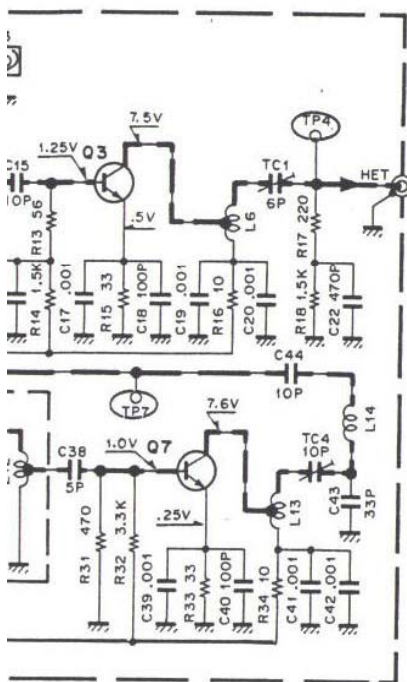 7.5V
TP4
1.25V
Q3
C15
10P
TC1
6P
HET
R13 56
.5V
L6
R17 220
R14 1.5K
C17 .001
R15 33
C18 100P
C19 .001
R16 10
C20 .001
R18 1.5K
C22 470P
C44
10P
TP7
7.6V
L14
C38
5P
1.0V
Q7
TC4
10P
R31 470
R32 3.3K
.25V
L13
C43
33P
C39 .001
R33 33
C40 100P
R34 10
C41 .001
C42 .001